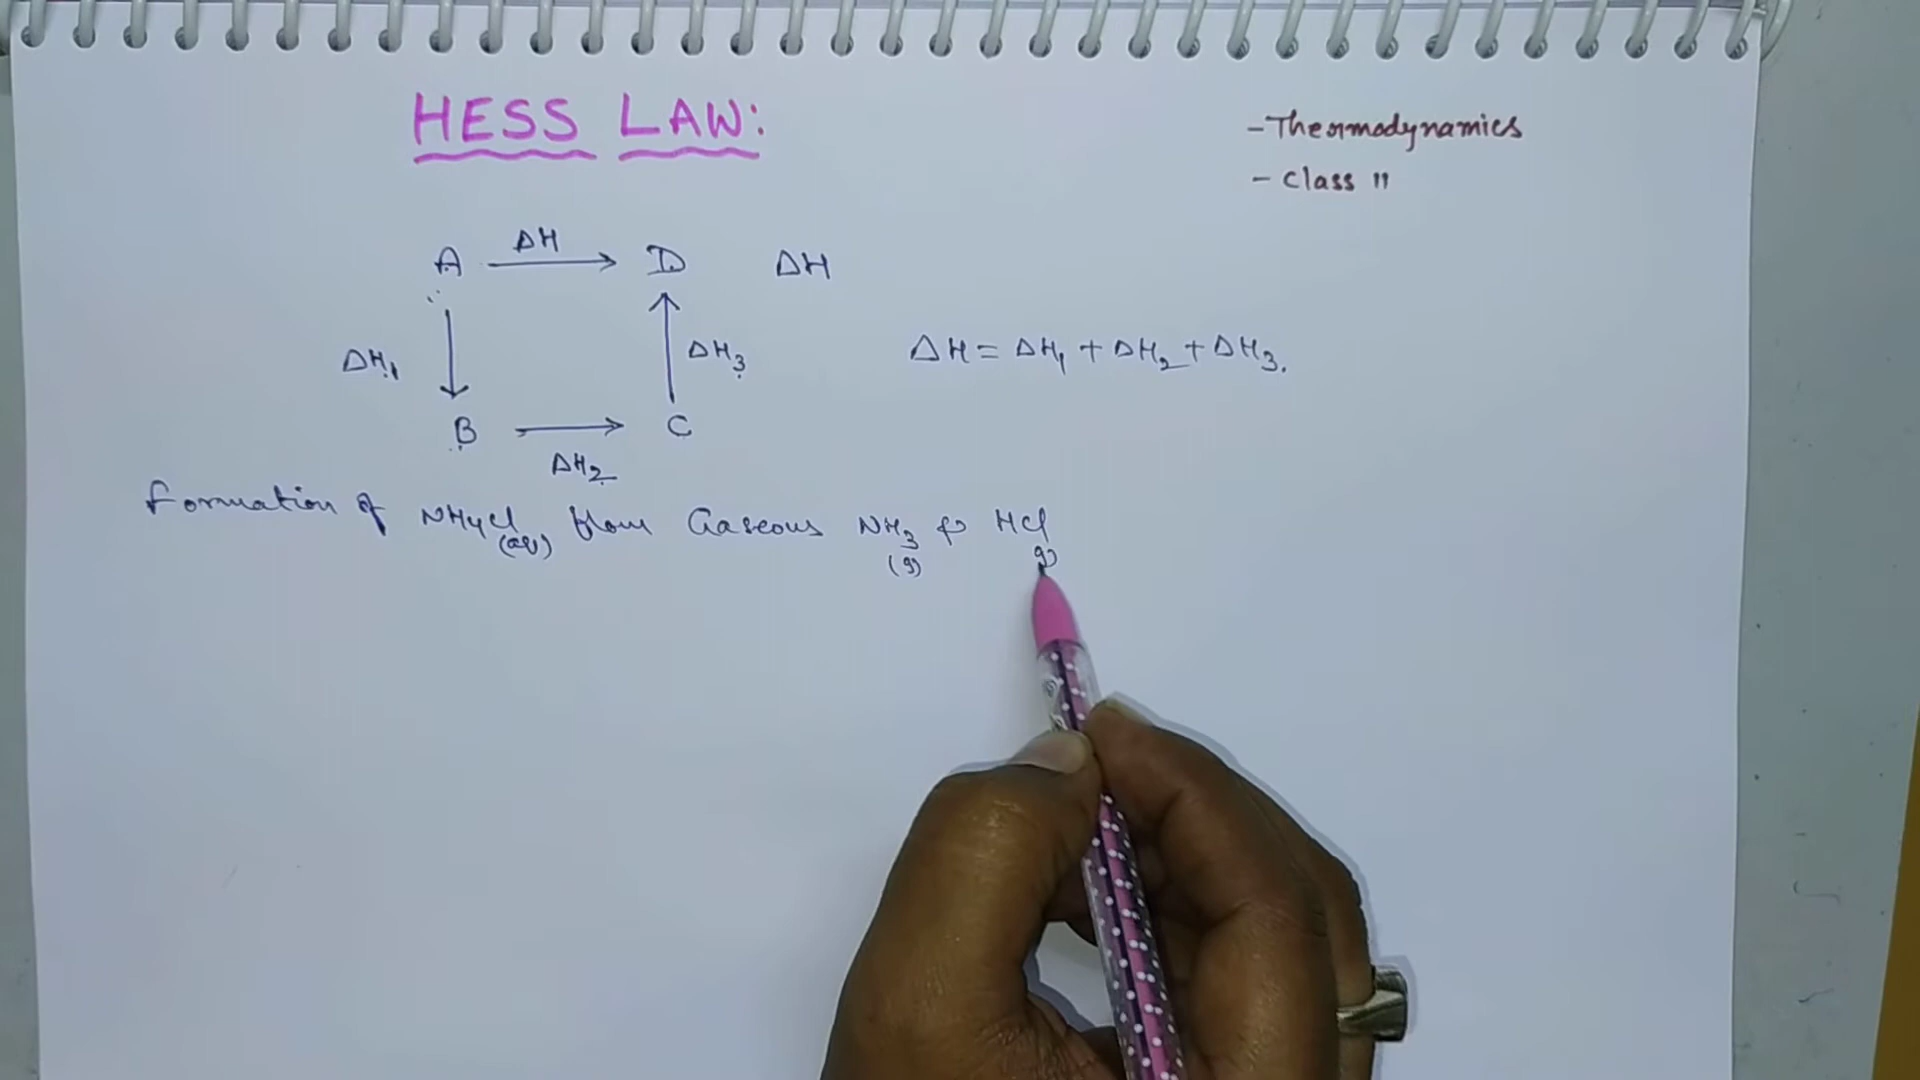 HESS LAW:
- Thermodynamics
- Class 11
A ΔH → D ΔH
ΔH₁ ↓ ↑ ΔH₃ ΔH = ΔH₁ + ΔH₂ + ΔH₃.
B → C
ΔH₂
Formation of NH₄Cl (aq) from Gaseous NH₃ (g) & HCl (g)